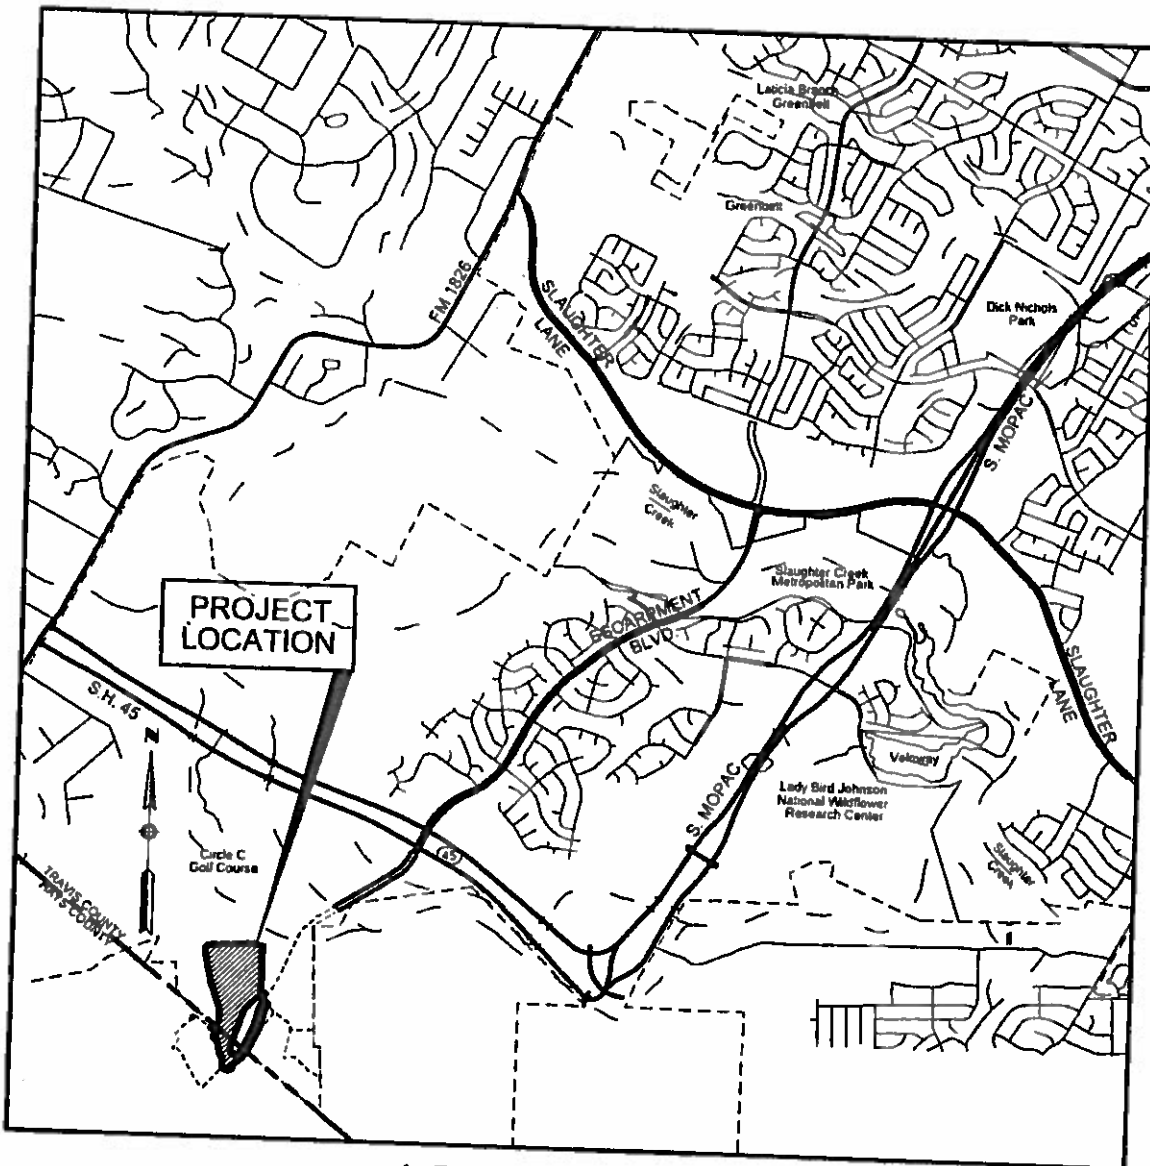 Laticia Branch
Greenbelt
Greenbelt
FM 1826
SLAUGHTER
LANE
Dick Nichols
Park
S. MOPAC
Slaughter
Creek
Slaughter Creek
Metropolitan Park
PROJECT
LOCATION
ESCARPMENT
BLVD.
SLAUGHTER
LANE
S.H. 45
N
S. MOPAC
Lady Bird Johnson
National Wildflower
Research Center
45
Circle C
Golf Course
Slaughter
Creek
TRAVIS COUNTY
HAYS COUNTY